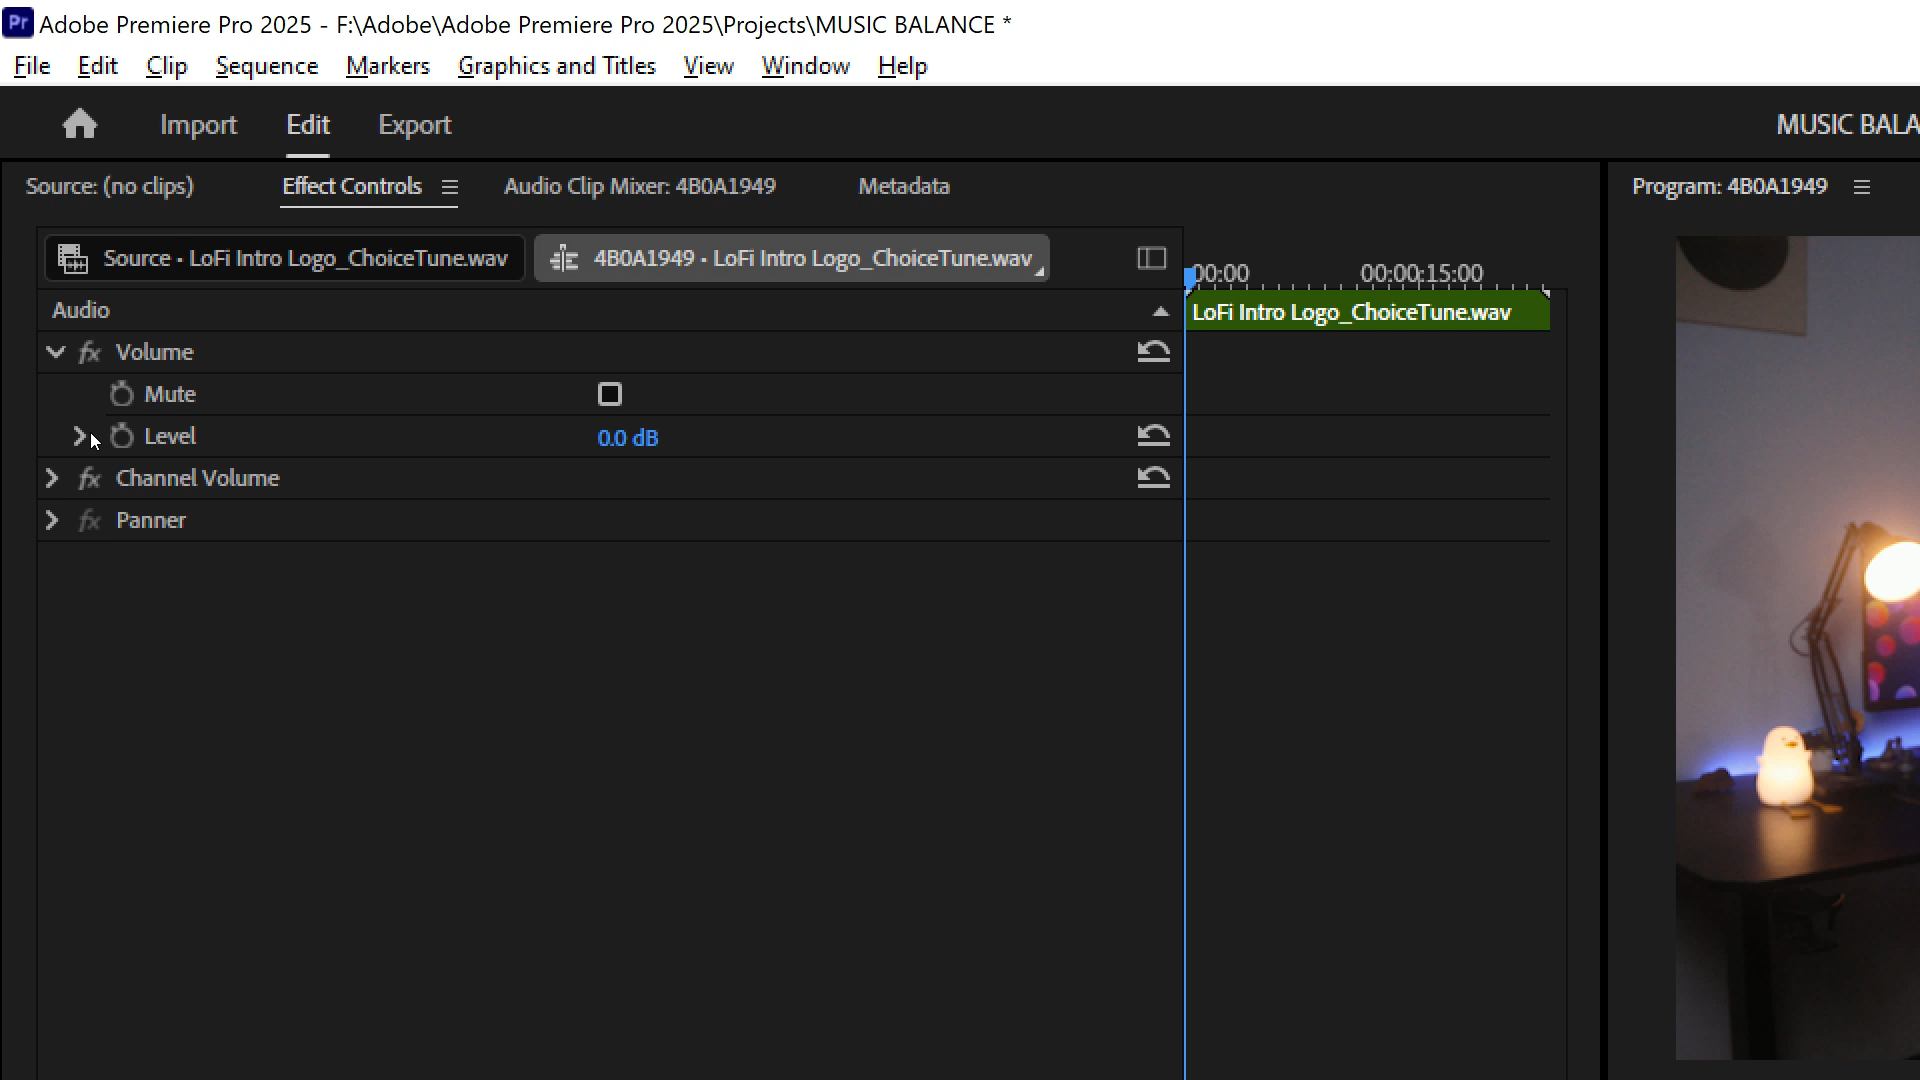 Pr Adobe Premiere Pro 2025 - F:\Adobe\Adobe Premiere Pro 2025\Projects\MUSIC BALANCE *
File Edit Clip Sequence Markers Graphics and Titles View Window Help
Import Edit Export MUSIC BALA
Source: (no clips) Effect Controls Audio Clip Mixer: 4B0A1949 Metadata Program: 4B0A1949
Source · LoFi Intro Logo_ChoiceTune.wav 4B0A1949 · LoFi Intro Logo_ChoiceTune.wav
00:00 00:00:15:00
Audio LoFi Intro Logo_ChoiceTune.wav
fx Volume
Mute
Level 0.0 dB
fx Channel Volume
fx Panner